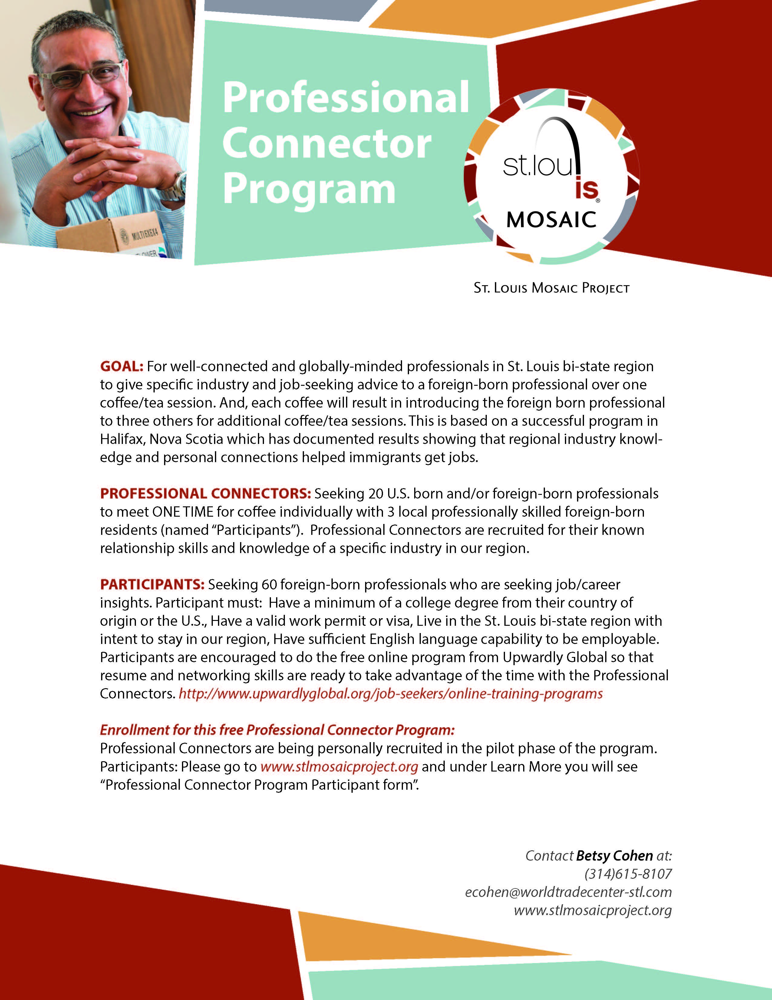 Professional
Connector
Program
MULTI6X6X4
st.louis®
MOSAIC
St. Louis Mosaic Project
GOAL: For well-connected and globally-minded professionals in St. Louis bi-state region
to give specific industry and job-seeking advice to a foreign-born professional over one
coffee/tea session. And, each coffee will result in introducing the foreign born professional
to three others for additional coffee/tea sessions. This is based on a successful program in
Halifax, Nova Scotia which has documented results showing that regional industry knowl-
edge and personal connections helped immigrants get jobs.
PROFESSIONAL CONNECTORS: Seeking 20 U.S. born and/or foreign-born professionals
to meet ONE TIME for coffee individually with 3 local professionally skilled foreign-born
residents (named “Participants”).  Professional Connectors are recruited for their known
relationship skills and knowledge of a specific industry in our region.
PARTICIPANTS: Seeking 60 foreign-born professionals who are seeking job/career
insights. Participant must:  Have a minimum of a college degree from their country of
origin or the U.S., Have a valid work permit or visa, Live in the St. Louis bi-state region with
intent to stay in our region, Have sufficient English language capability to be employable.
Participants are encouraged to do the free online program from Upwardly Global so that
resume and networking skills are ready to take advantage of the time with the Professional
Connectors. http://www.upwardlyglobal.org/job-seekers/online-training-programs
Enrollment for this free Professional Connector Program:
Professional Connectors are being personally recruited in the pilot phase of the program.
Participants: Please go to www.stlmosaicproject.org and under Learn More you will see
“Professional Connector Program Participant form”.
Contact Betsy Cohen at:
(314)615-8107
ecohen@worldtradecenter-stl.com
www.stlmosaicproject.org